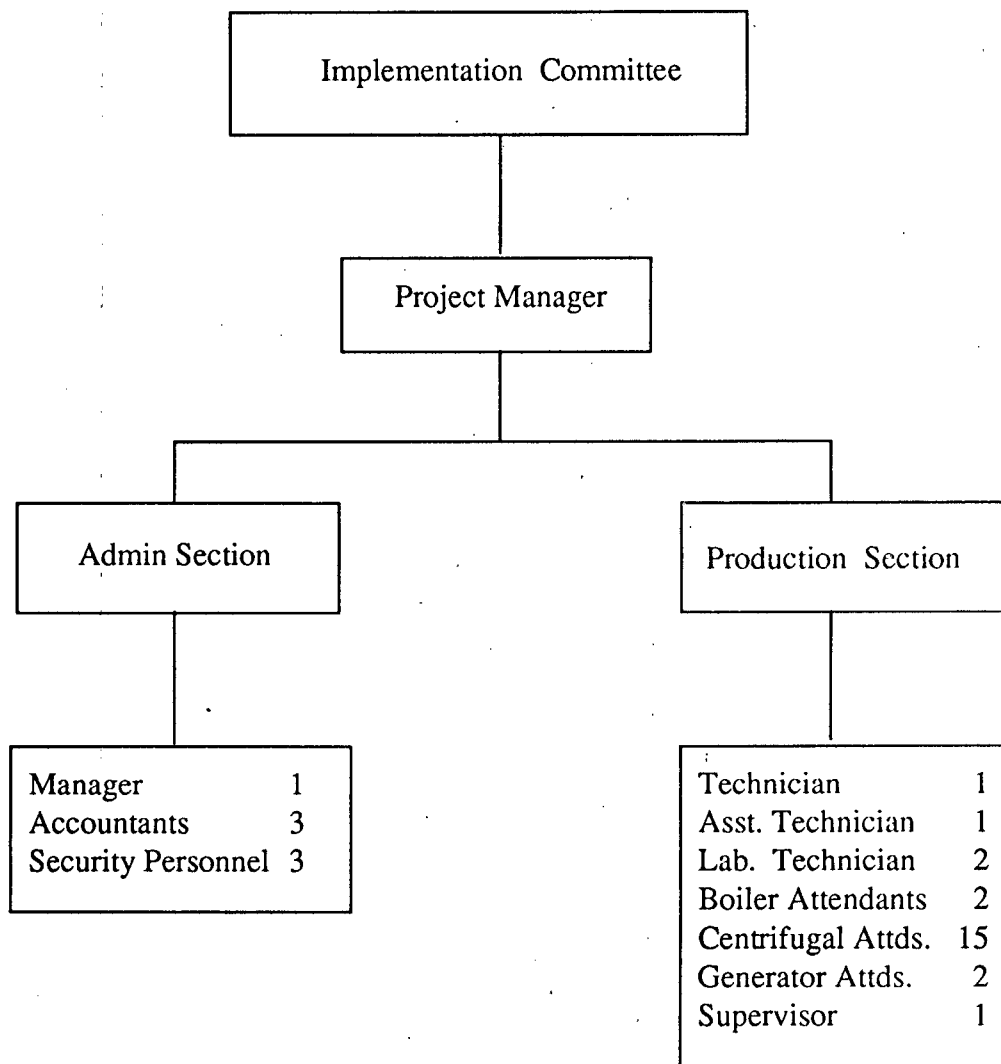 Implementation Committee
Project Manager
Admin Section
Production Section
Manager 1
Accountants 3
Security Personnel 3
Technician 1
Asst. Technician 1
Lab. Technician 2
Boiler Attendants 2
Centrifugal Attds. 15
Generator Attds. 2
Supervisor 1